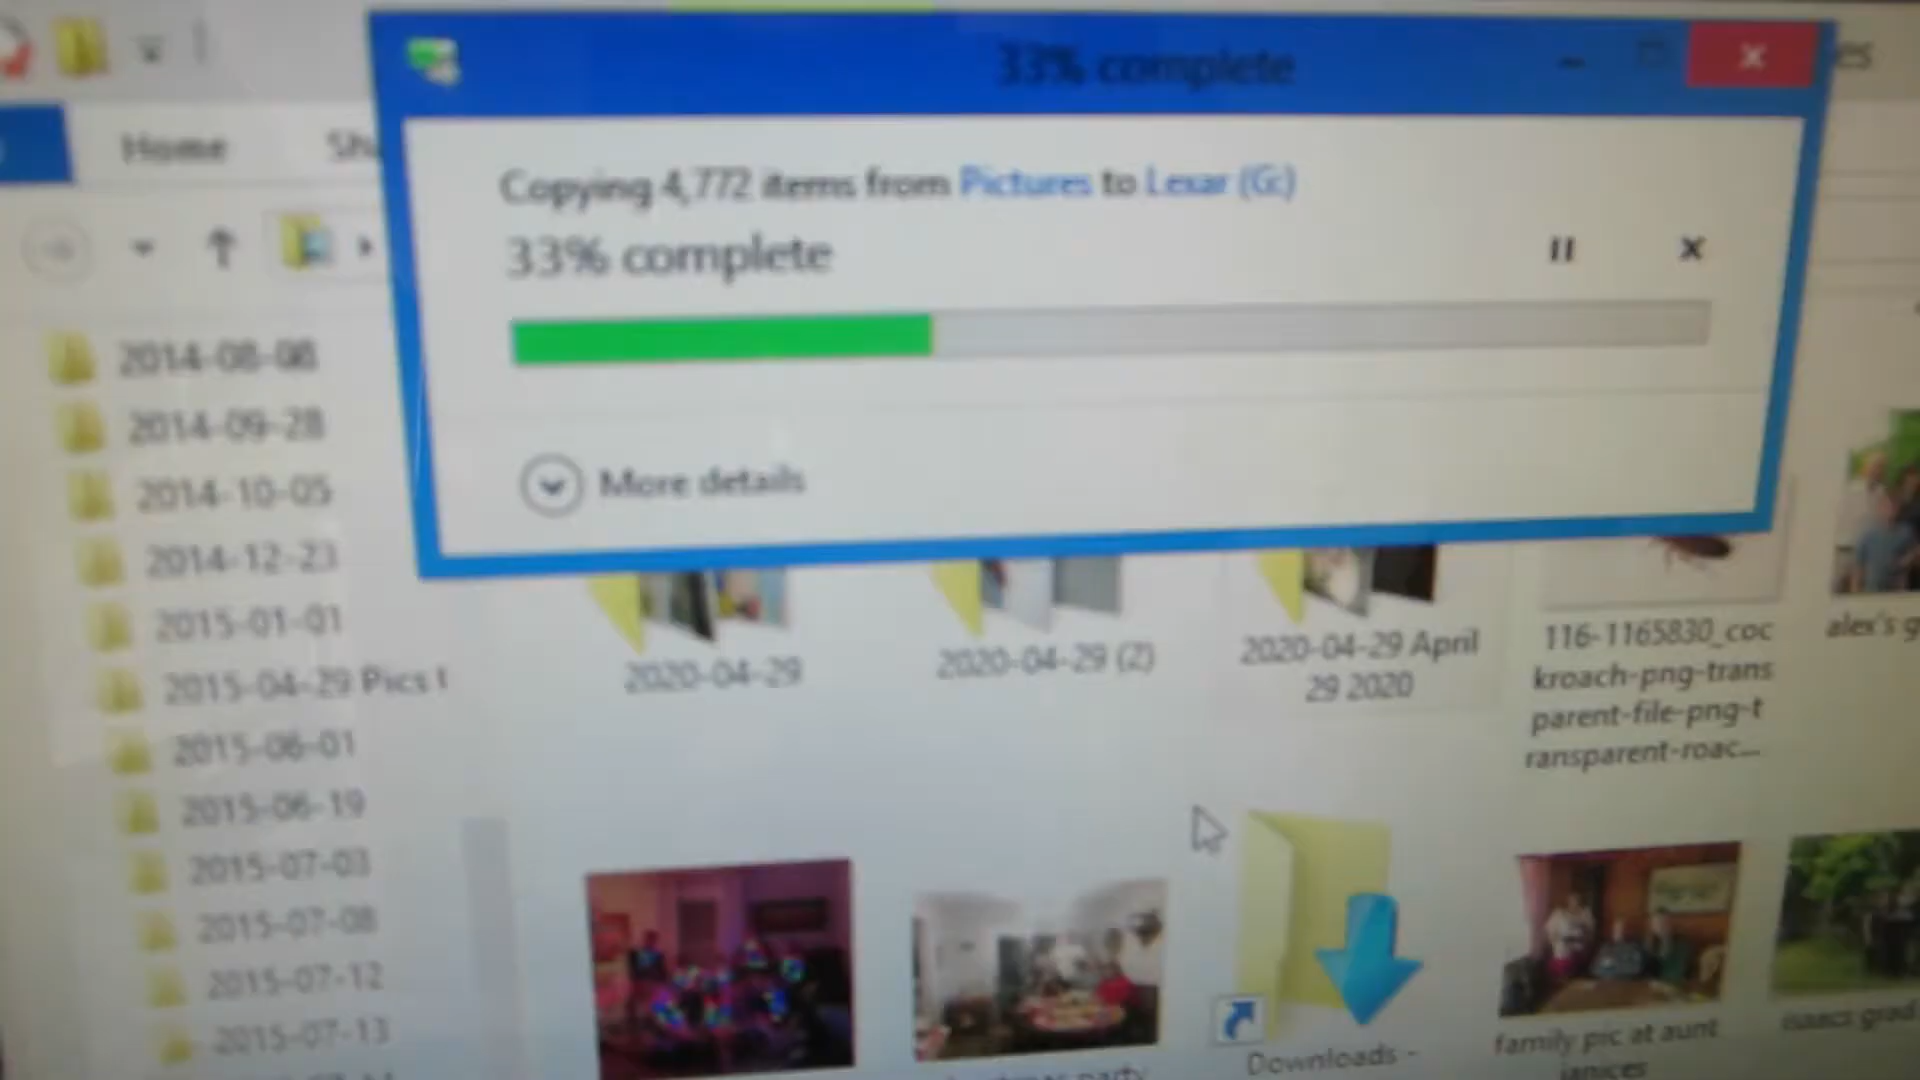 33% complete
Home
Copying 4,772 items from Pictures to Lexar (G:)
33% complete
More details
2014-08-08
2014-09-28
2014-10-05
2014-12-23
2015-01-01
2015-04-29 Pics
2015-06-01
2015-06-19
2015-07-03
2015-07-08
2015-07-12
2015-07-13
2020-04-29
2020-04-29 (2)
2020-04-29 April
29 2020
116-1165830_coc
kroach-png-trans
parent-file-png-t
ransparent-roac...
alex's g
party
Downloads -
family pic at aunt
janices
isaacs grad